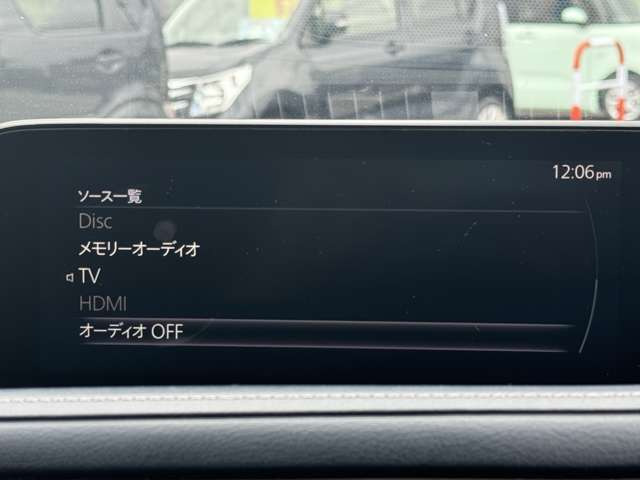 12:06pm
ソース一覧
Disc
メモリーオーディオ
TV
HDMI
オーディオ OFF